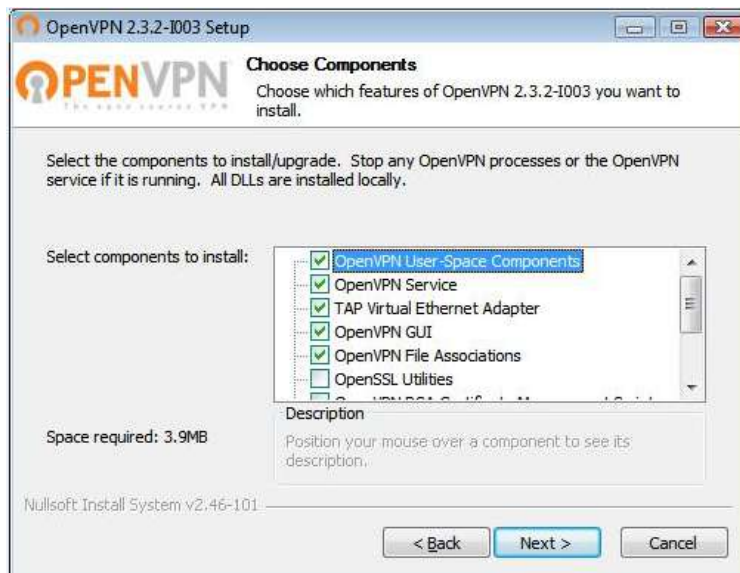 OpenVPN 2.3.2-I003 Setup
OPENVPN
The open source VPN
Choose Components
Choose which features of OpenVPN 2.3.2-I003 you want to
install.
Select the components to install/upgrade. Stop any OpenVPN processes or the OpenVPN
service if it is running. All DLLs are installed locally.
Select components to install:
OpenVPN User-Space Components
OpenVPN Service
TAP Virtual Ethernet Adapter
OpenVPN GUI
OpenVPN File Associations
OpenSSL Utilities
Space required: 3.9MB
Description
Position your mouse over a component to see its
description.
Nullsoft Install System v2.46-101
< Back
Next >
Cancel